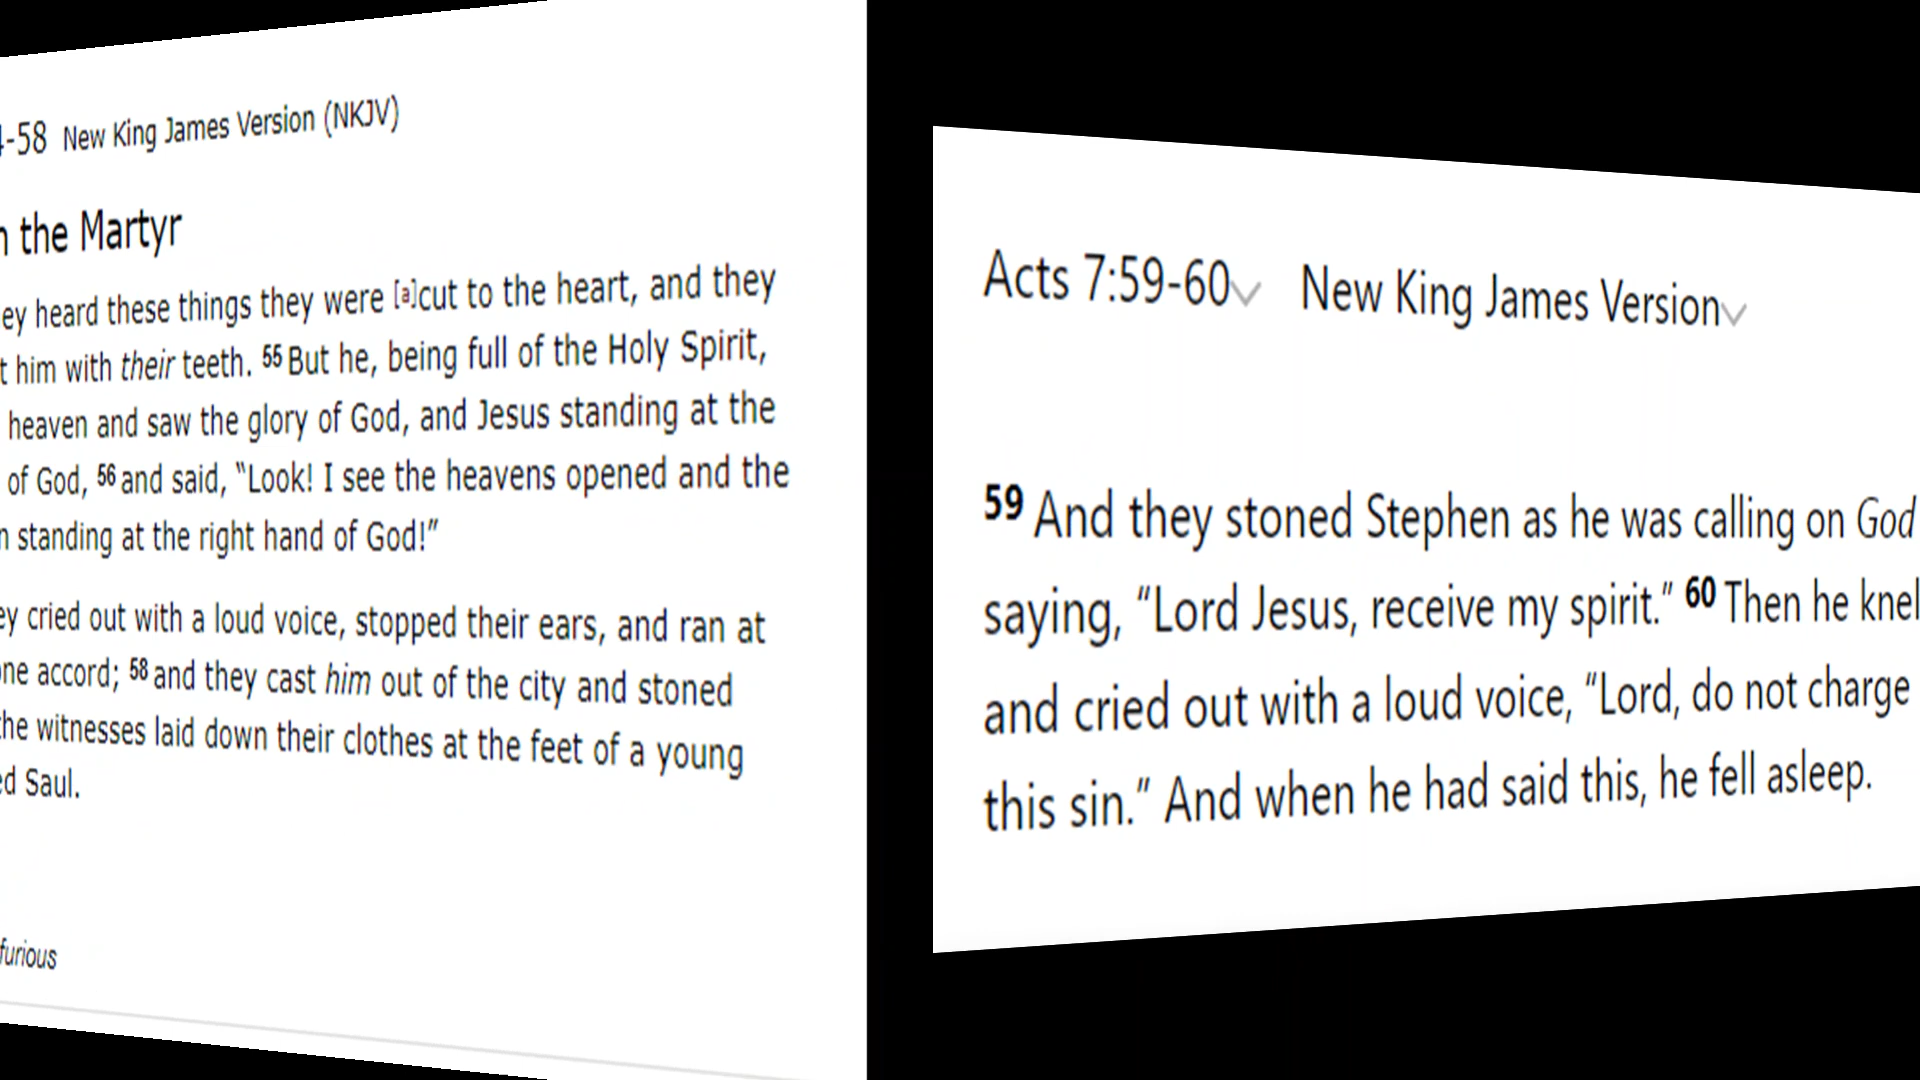 -58 New King James Version (NKJV)
the Martyr
heard these things they were [a]cut to the heart, and they
him with their teeth. 55 But he, being full of the Holy Spirit,
heaven and saw the glory of God, and Jesus standing at the
of God, 56 and said, “Look! I see the heavens opened and the
standing at the right hand of God!”
cried out with a loud voice, stopped their ears, and ran at
accord; 58 and they cast him out of the city and stoned
the witnesses laid down their clothes at the feet of a young
Saul.
furious
Acts 7:59-60 New King James Version
59 And they stoned Stephen as he was calling on God
saying, “Lord Jesus, receive my spirit.” 60 Then he
and cried out with a loud voice, “Lord, do not charge
this sin.” And when he had said this, he fell asleep.